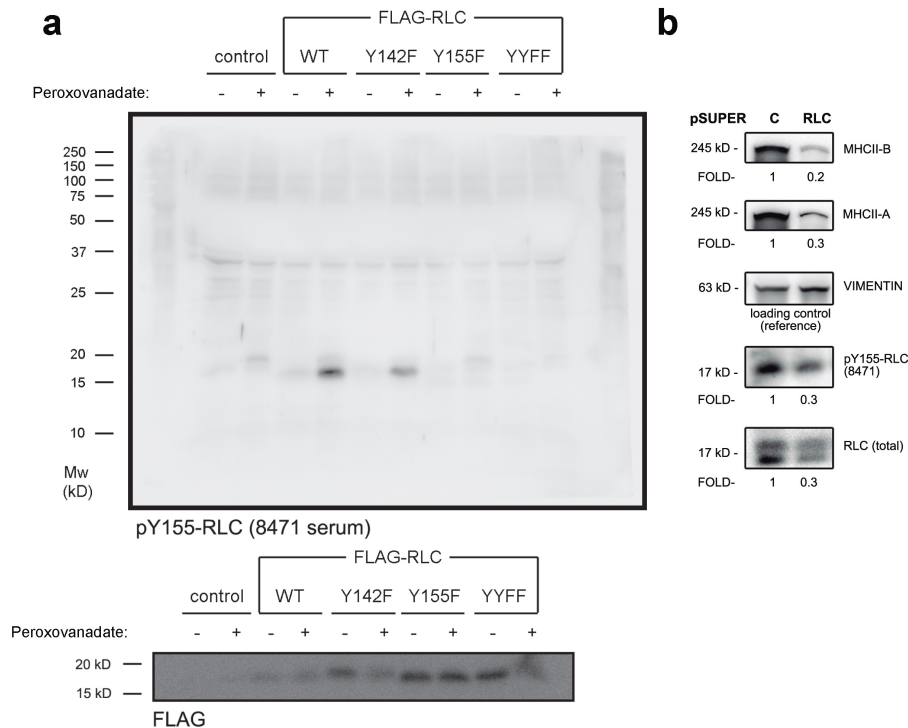 a
FLAG-RLC
control WT Y142F Y155F YYFF
Peroxovanadate: - + - + - + - + - +
250
150
100
75
50
37
25
20
15
10
Mw
(kD)
pY155-RLC (8471 serum)
FLAG-RLC
control WT Y142F Y155F YYFF
Peroxovanadate: - + - + - + - + - +
20 kD
15 kD
FLAG
b
pSUPER C RLC
245 kD - MHCII-B
FOLD- 1 0.2
245 kD - MHCII-A
FOLD- 1 0.3
63 kD - VIMENTIN
loading control
(reference)
pY155-RLC
17 kD - (8471)
FOLD- 1 0.3
RLC (total)
17 kD -
FOLD- 1 0.3